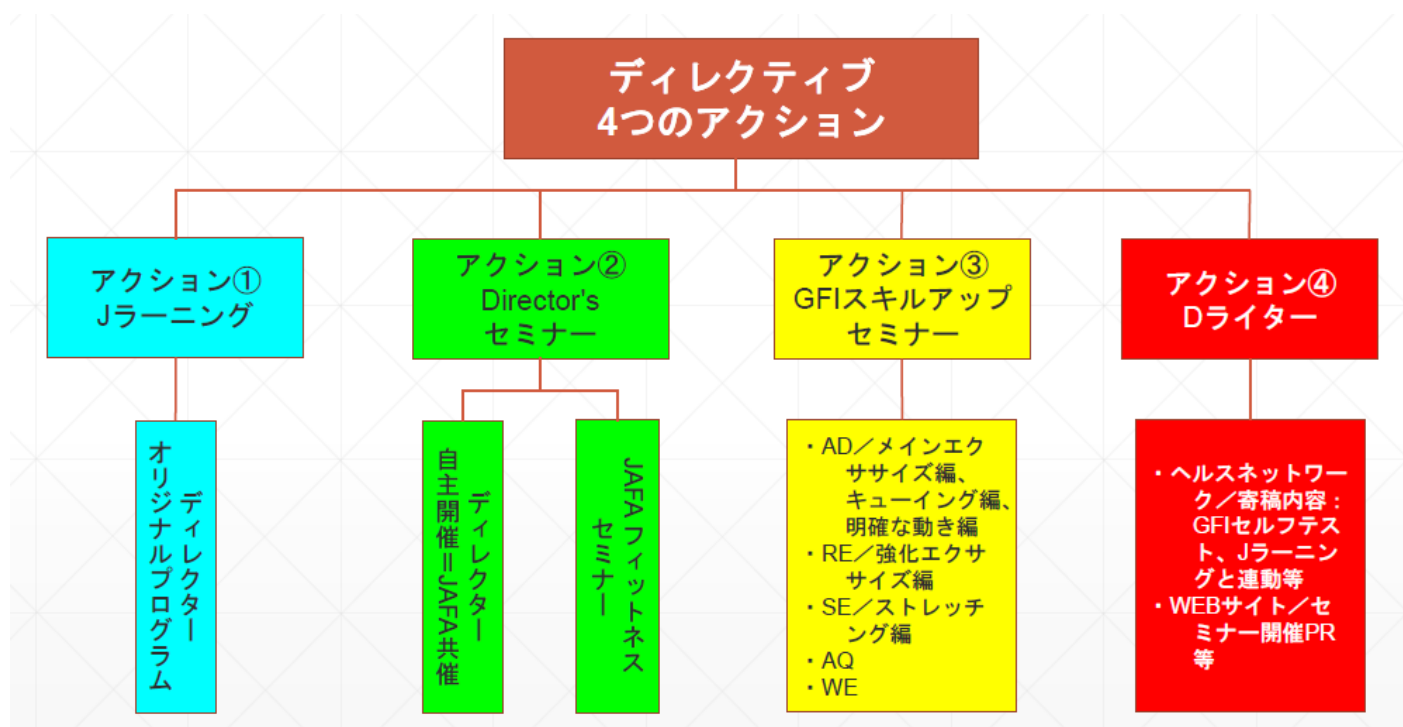 ディレクティブ
4つのアクション
アクション①
Jラーニング
アクション②
Director's
セミナー
アクション③
GFIスキルアップ
セミナー
アクション④
Dライター
ディレクター
オリジナルプログラム
ディレクター
自主開催＝JAFA共催
JAFAフィットネス
セミナー
・AD／メインエク
ササイズ編、
キューイング編、
明確な動き編
・RE／強化エクサ
サイズ編
・SE／ストレッチ
ング編
・AQ
・WE
・ヘルスネットワー
ク／寄稿内容：
GFIセルフテス
ト、Jラーニン
グと連動等
・WEBサイト／セ
ミナー開催PR
等